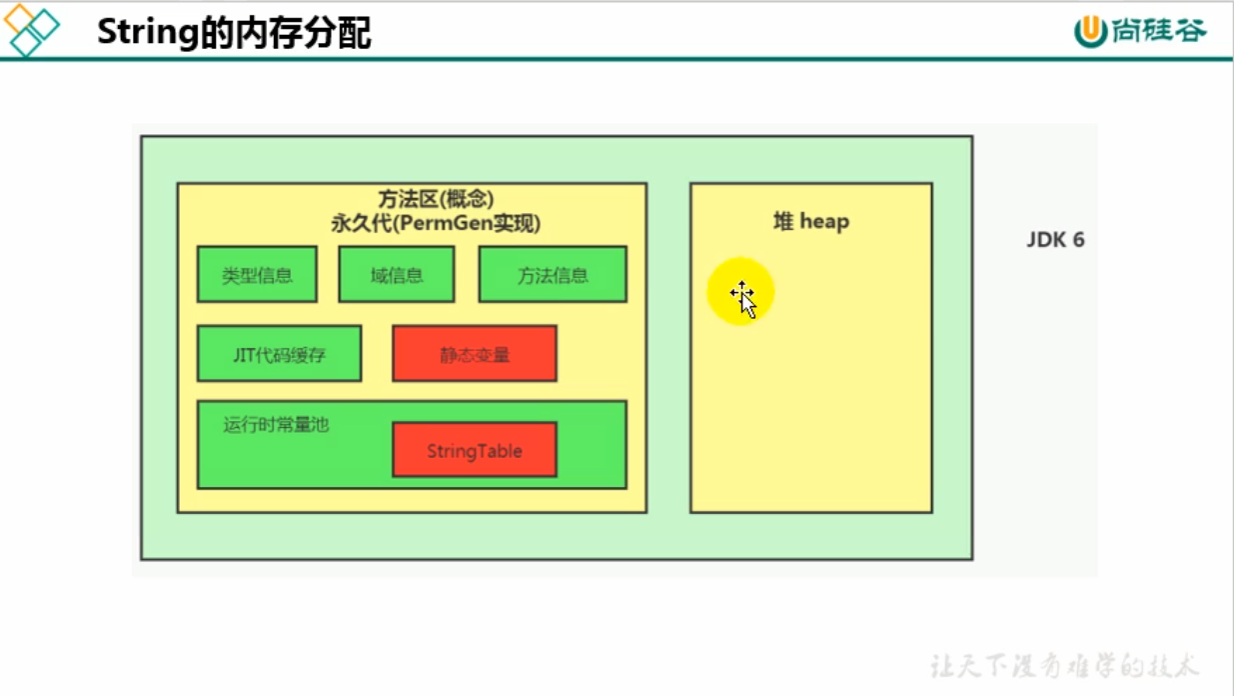 String的内存分配
尚硅谷
方法区(概念)
永久代(PermGen实现)
堆 heap
JDK 6
类型信息
域信息
方法信息
JIT代码缓存
静态变量
运行时常量池
StringTable
让天下没有难学的技术